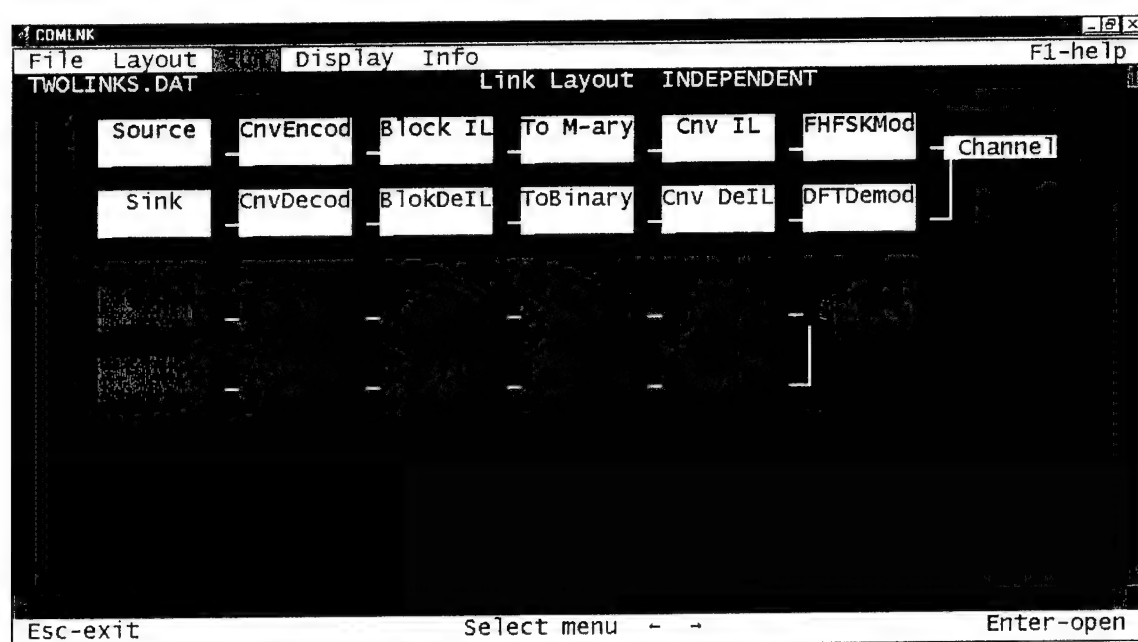 COMLNK
File Layout Display Info F1-help
TWOLINKS.DAT Link Layout INDEPENDENT
Source CnvEncod Block IL To M-ary Cnv IL FHFSKMod Channel
Sink CnvDecod BlokDeIL ToBinary Cnv DeIL DFTDemod
Esc-exit Select menu ← → Enter-open